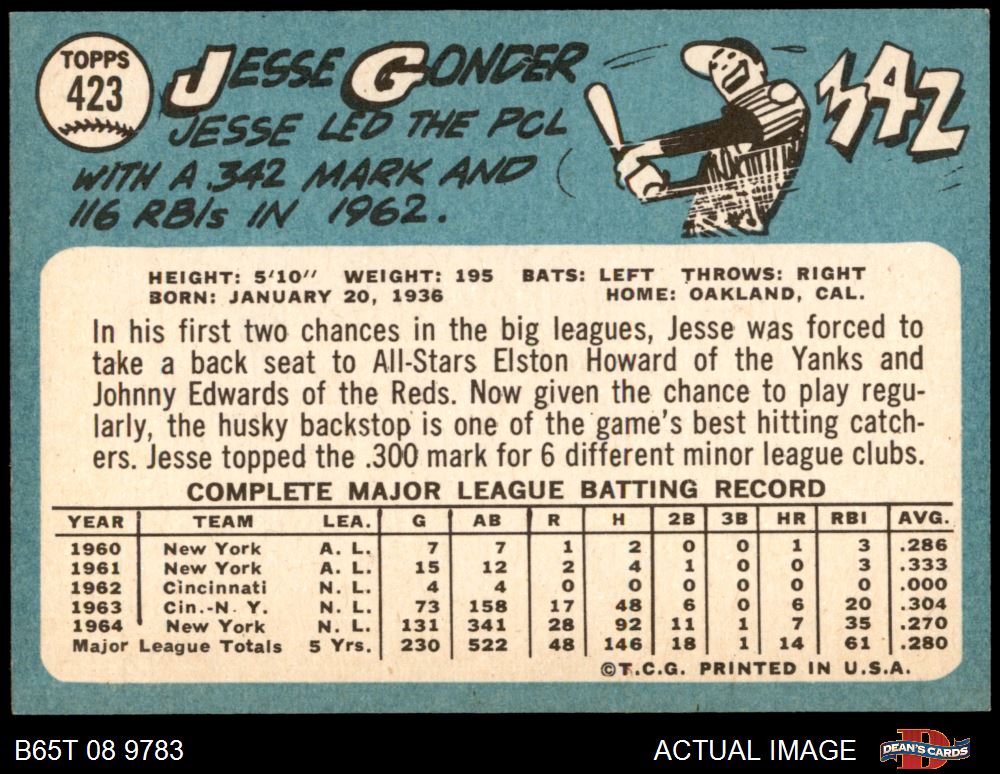 TOPPS
423
JESSE GONDER
JESSE LED THE PCL
WITH A .342 MARK AND
116 RBIs IN 1962.
342
HEIGHT: 5'10" WEIGHT: 195 BATS: LEFT THROWS: RIGHT
BORN: JANUARY 20, 1936 HOME: OAKLAND, CAL.
In his first two chances in the big leagues, Jesse was forced to
take a back seat to All-Stars Elston Howard of the Yanks and
Johnny Edwards of the Reds. Now given the chance to play regu-
larly, the husky backstop is one of the game's best hitting catch-
ers. Jesse topped the .300 mark for 6 different minor league clubs.
COMPLETE MAJOR LEAGUE BATTING RECORD
YEAR TEAM LEA. G AB R H 2B 3B HR RBI AVG.
1960 New York A. L. 7 7 1 2 0 0 1 3 .286
1961 New York A. L. 15 12 2 4 1 0 0 3 .333
1962 Cincinnati N. L. 4 4 0 0 0 0 0 0 .000
1963 Cin.-N. Y. N. L. 73 158 17 48 6 0 6 20 .304
1964 New York N. L. 131 341 28 92 11 1 7 35 .270
Major League Totals 5 Yrs. 230 522 48 146 18 1 14 61 .280
©T.C.G. PRINTED IN U.S.A.
B65T 08 9783 ACTUAL IMAGE DEAN'S CARDS